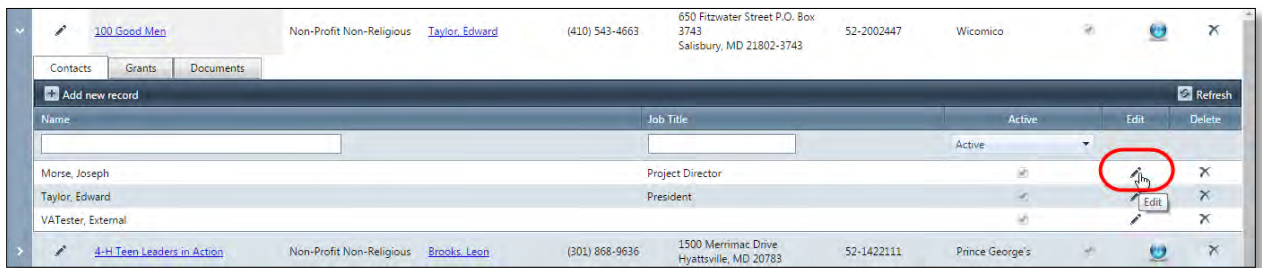 100 Good Men Non-Profit Non-Religious Taylor, Edward (410) 543-4663 650 Fitzwater Street P.O. Box 3743 Salisbury, MD 21802-3743 52-2002447 Wicomico
Contacts Grants Documents
Add new record Refresh
Name Job Title Active Edit Delete
Active
Morse, Joseph Project Director
Taylor, Edward President
Edit
VATester, External
4-H Teen Leaders in Action Non-Profit Non-Religious Brooks, Leon (301) 868-9636 1500 Merrimac Drive Hyattsville, MD 20783 52-1422111 Prince George's